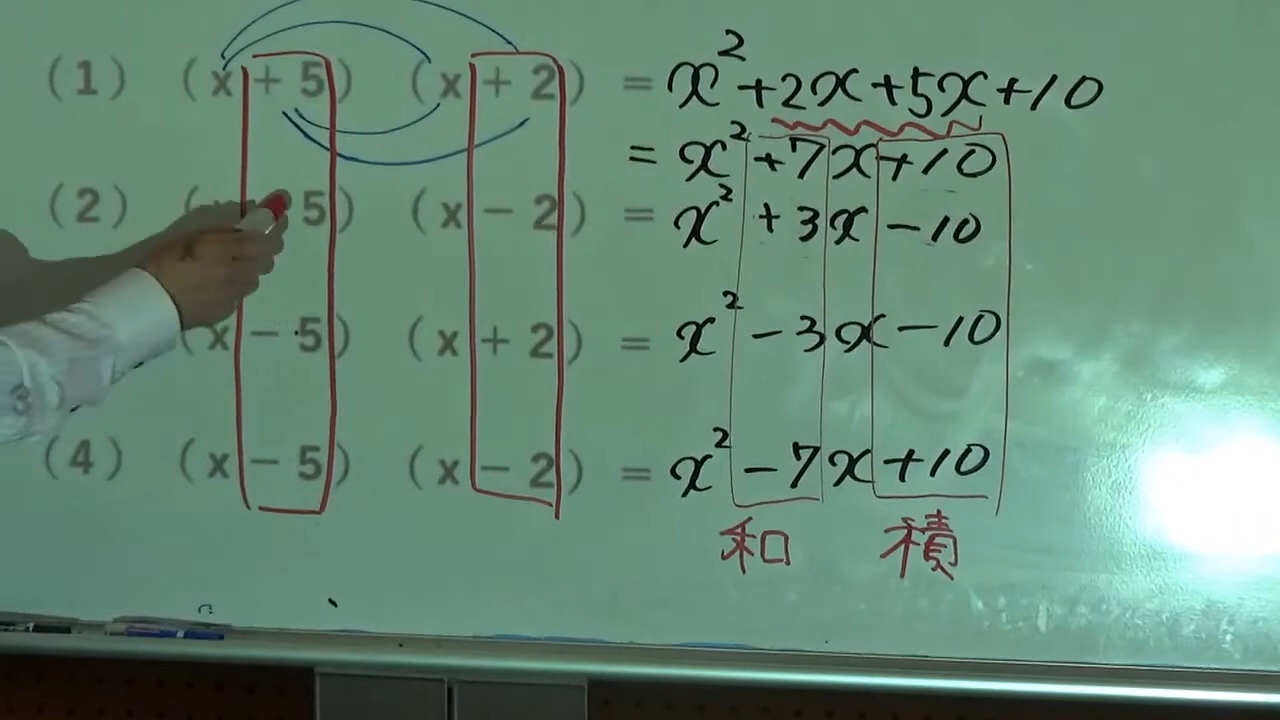 (1) (x + 5) (x + 2) = x² + 2x + 5x + 10
= x² + 7x + 10
(2) ( 5) (x − 2) = x² + 3x − 10
(x − 5) (x + 2) = x² − 3x − 10
(4) (x − 5) (x − 2) = x² − 7x + 10
和 積